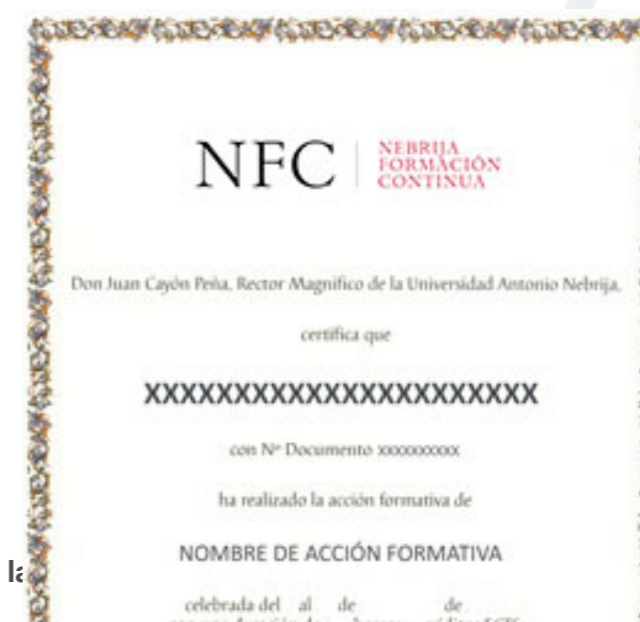 NFC
NEBRIJA
FORMACIÓN
CONTINUA
Don Juan Cayón Peña, Rector Magnífico de la Universidad Antonio Nebrija,
certifica que
XXXXXXXXXXXXXXXXXXXXXXX
con Nº Documento xxxxxxxxxx
ha realizado la acción formativa de
NOMBRE DE ACCIÓN FORMATIVA
la
celebrada del al de de